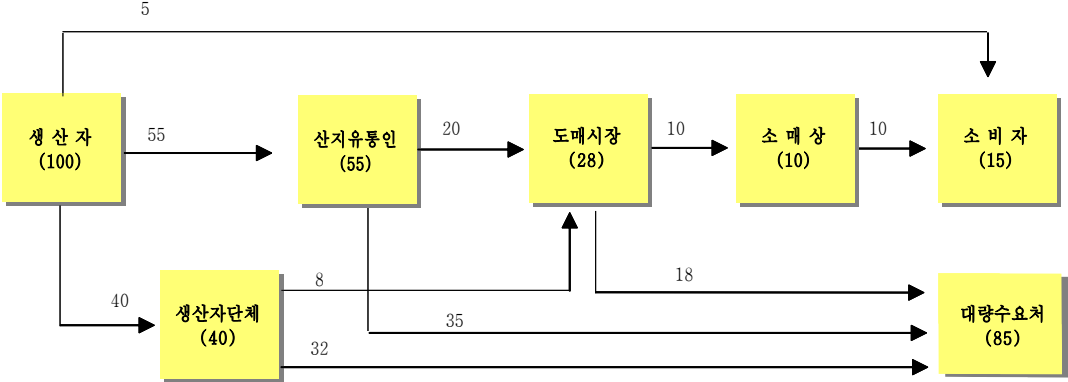 5
생 산 자
(100)
55
산지유통인
(55)
20
도매시장
(28)
10
소 매 상
(10)
10
소 비 자
(15)
40
생산자단체
(40)
8
18
35
32
대량수요처
(85)